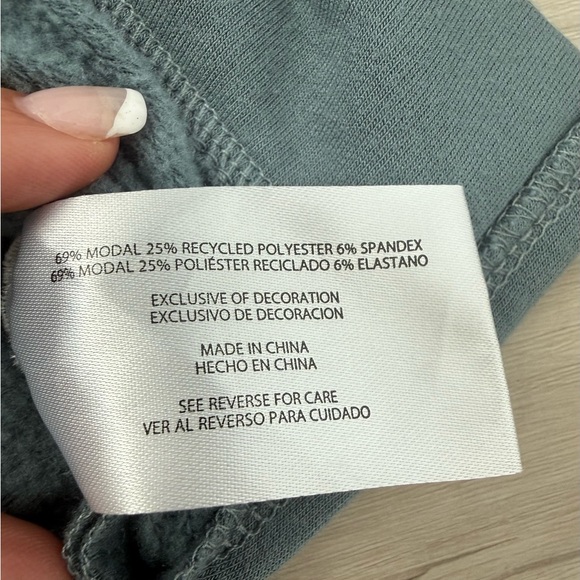 69% MODAL 25% RECYCLED POLYESTER 6% SPANDEX
69% MODAL 25% POLIÉSTER RECICLADO 6% ELASTANO
EXCLUSIVE OF DECORATION
EXCLUSIVO DE DECORACION
MADE IN CHINA
HECHO EN CHINA
SEE REVERSE FOR CARE
VER AL REVERSO PARA CUIDADO